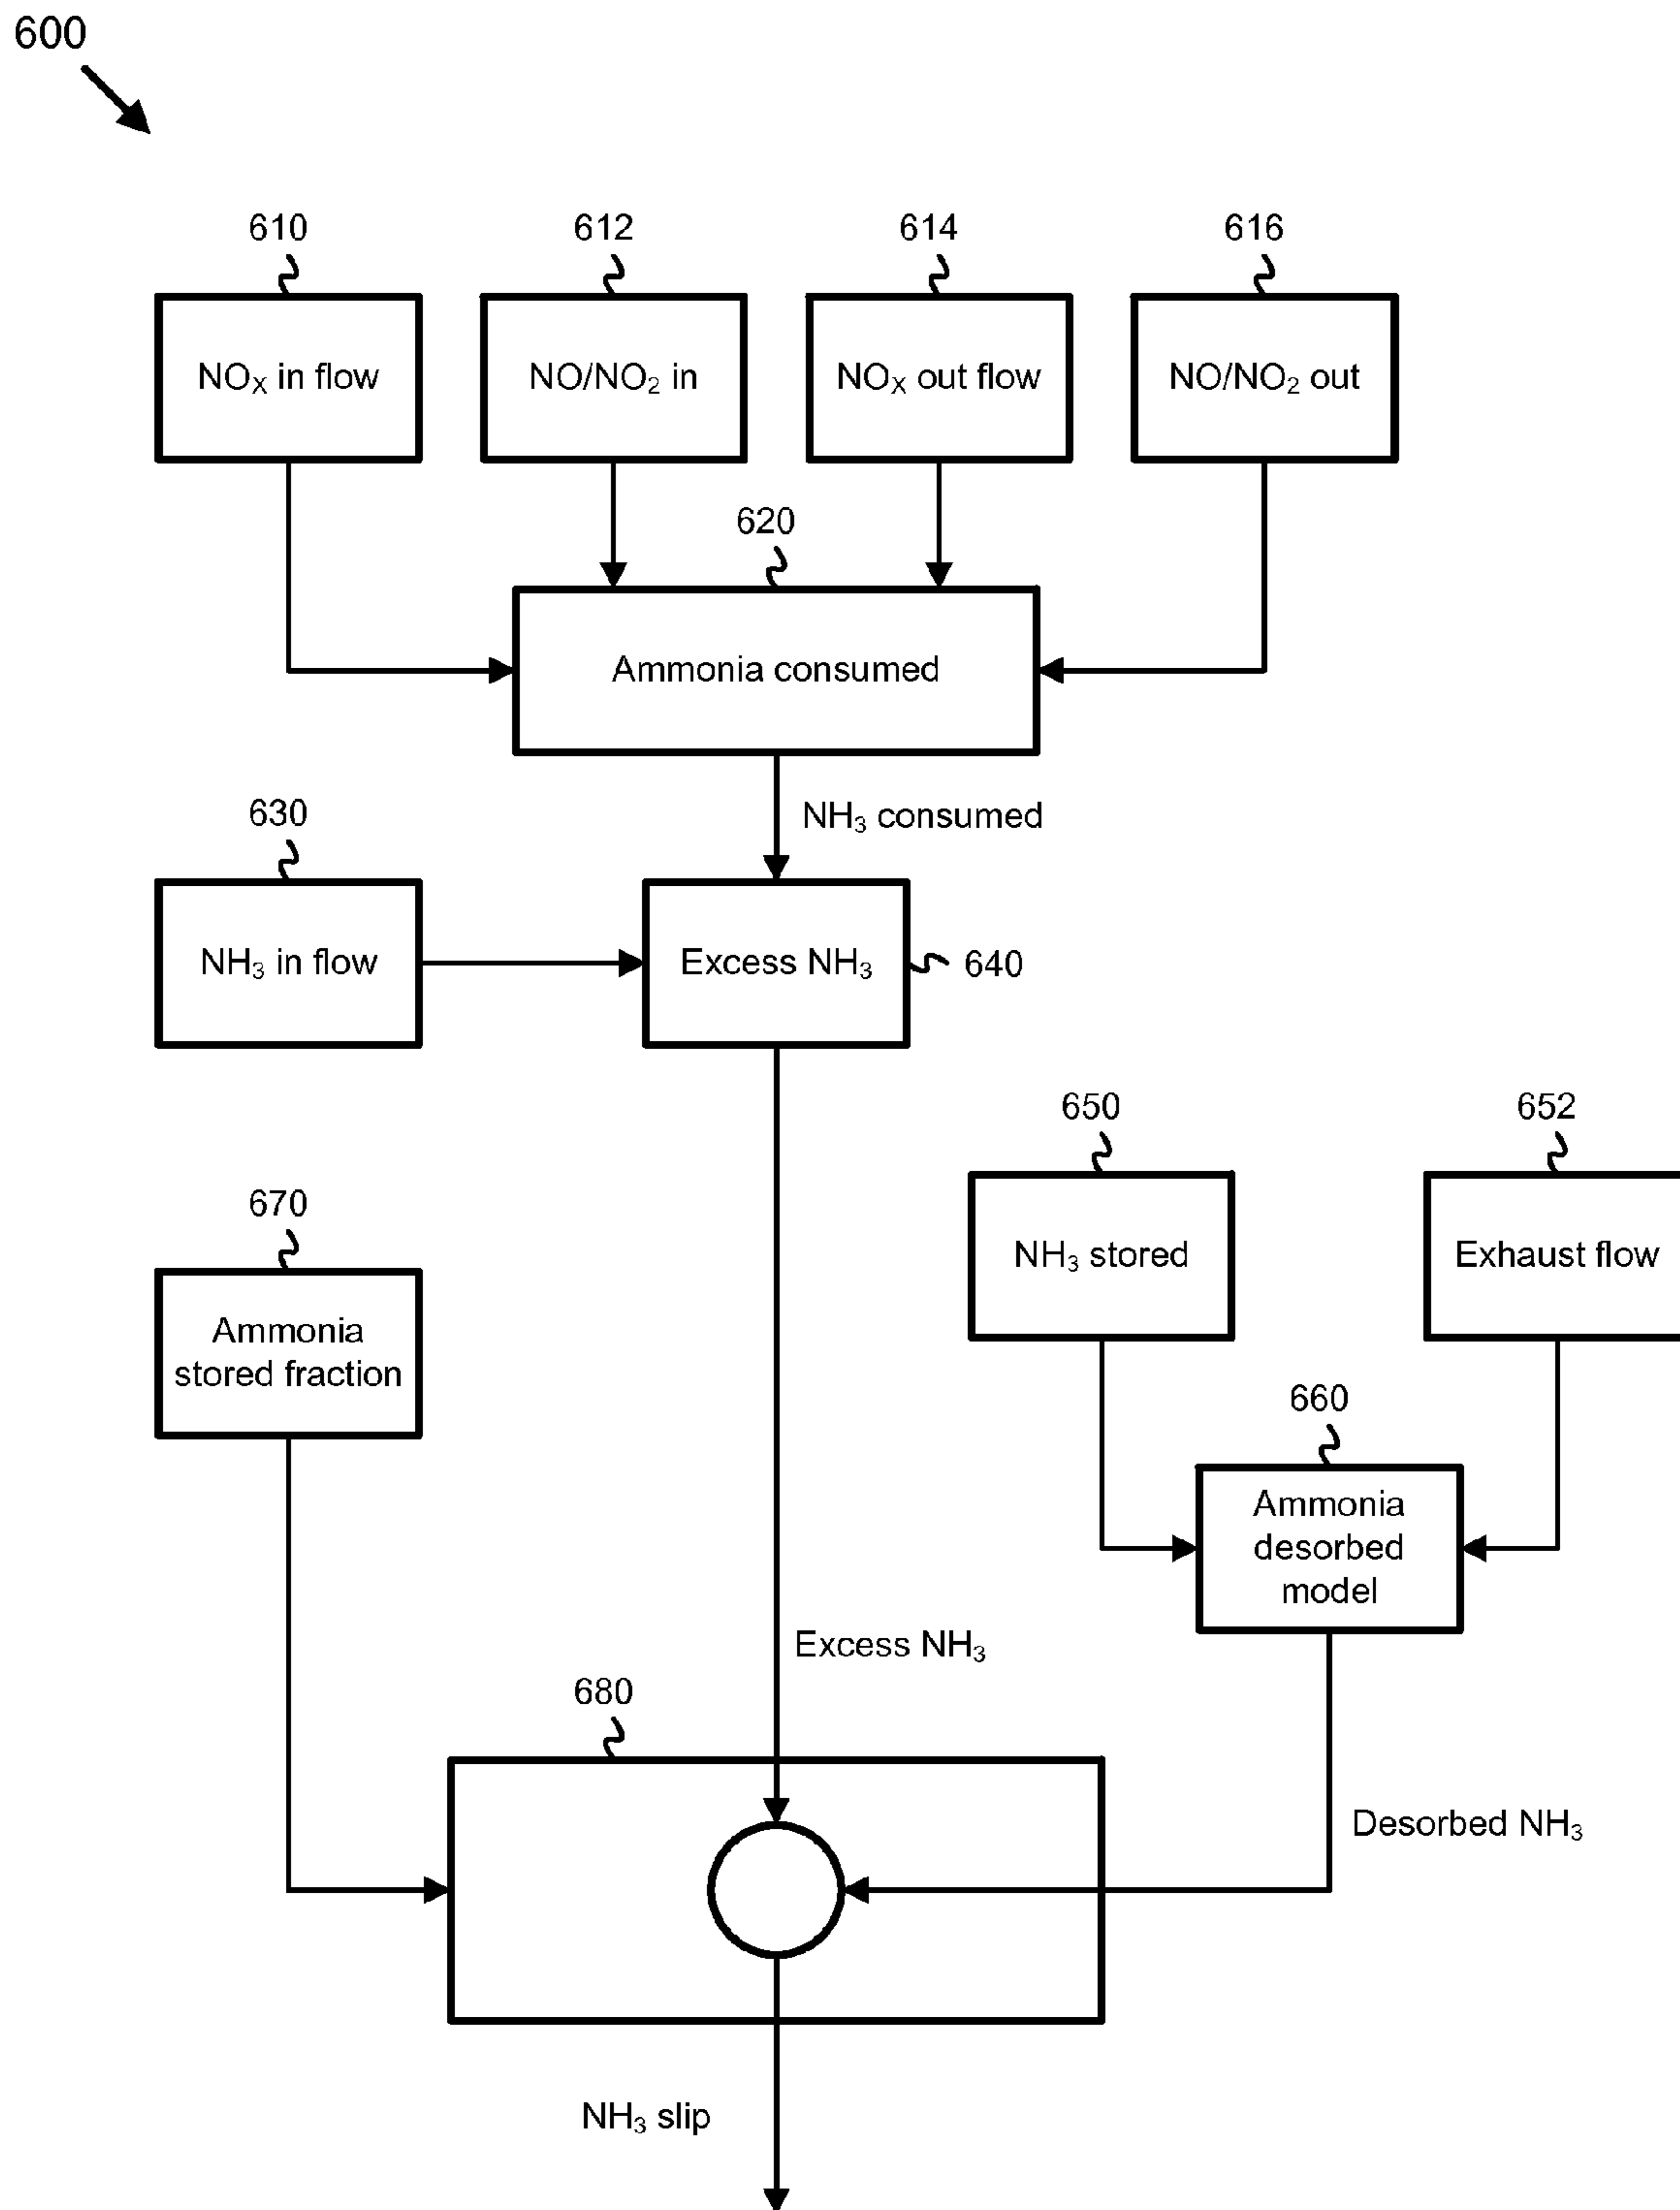 600
610
612
614
616
NOX in flow
NO/NO2 in
NOX out flow
NO/NO2 out
620
Ammonia consumed
NH3 consumed
630
NH3 in flow
Excess NH3
640
650
652
NH3 stored
Exhaust flow
670
Ammonia
stored fraction
660
Ammonia
desorbed
model
Excess NH3
680
Desorbed NH3
NH3 slip